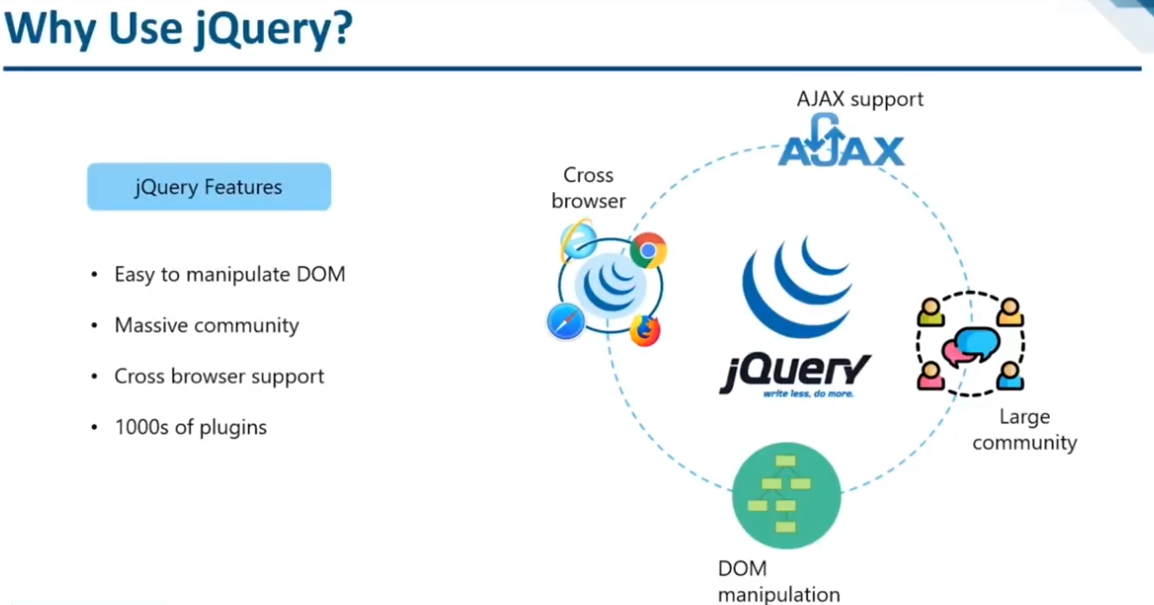 Why Use jQuery?
jQuery Features
• Easy to manipulate DOM
• Massive community
• Cross browser support
• 1000s of plugins
AJAX support
AJAX
Cross
browser
jQuery
write less, do more.
Large
community
DOM
manipulation